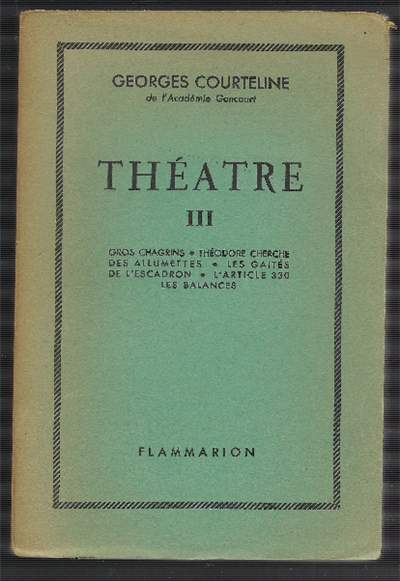 GEORGES COURTELINE
de l'Académie Goncourt
THÉATRE
III
GROS CHAGRINS * THÉODORE CHERCHE
DES ALLUMETTES * LES GAÎTÉS
DE L'ESCADRON * L'ARTICLE 330
LES BALANCES
FLAMMARION